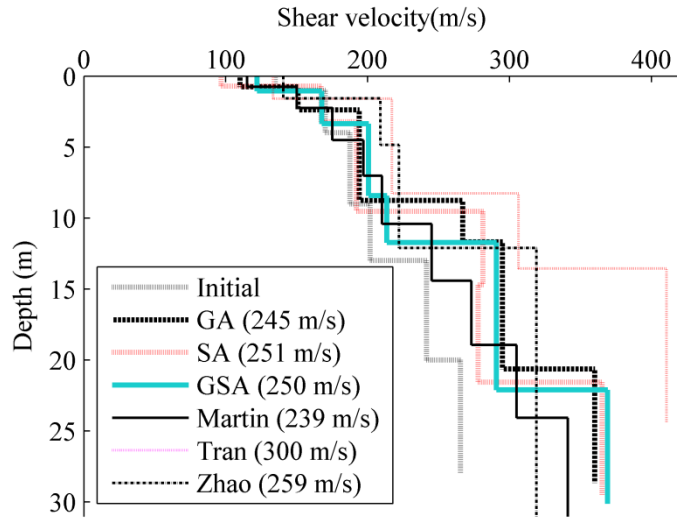 Shear velocity(m/s)
0 100 200 300 400
0
5
10
15
20
25
30
Depth (m)
Initial
GA (245 m/s)
SA (251 m/s)
GSA (250 m/s)
Martin (239 m/s)
Tran (300 m/s)
Zhao (259 m/s)